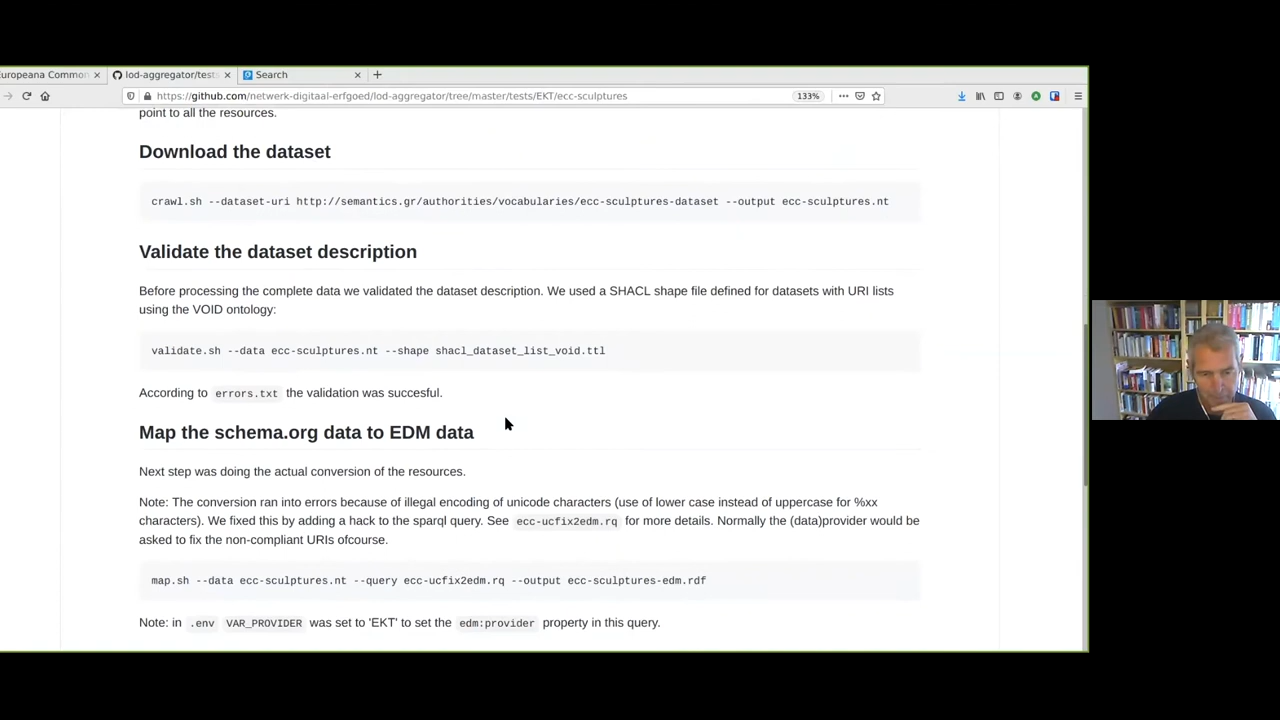 Europeana Common
lod-aggregator/tests
Search
https://github.com/netwerk-digitaal-erfgoed/lod-aggregator/tree/master/tests/EKT/ecc-sculptures
133%
point to all the resources.
Download the dataset
crawl.sh --dataset-uri http://semantics.gr/authorities/vocabularies/ecc-sculptures-dataset --output ecc-sculptures.nt
Validate the dataset description
Before processing the complete data we validated the dataset description. We used a SHACL shape file defined for datasets with URI lists
using the VOID ontology:
validate.sh --data ecc-sculptures.nt --shape shacl_dataset_list_void.ttl
According to errors.txt the validation was succesful.
Map the schema.org data to EDM data
Next step was doing the actual conversion of the resources.
Note: The conversion ran into errors because of illegal encoding of unicode characters (use of lower case instead of uppercase for %xx
characters). We fixed this by adding a hack to the sparql query. See ecc-ucfix2edm.rq for more details. Normally the (data)provider would be
asked to fix the non-compliant URIs ofcourse.
map.sh --data ecc-sculptures.nt --query ecc-ucfix2edm.rq --output ecc-sculptures-edm.rdf
Note: in .env VAR_PROVIDER was set to 'EKT' to set the edm:provider property in this query.